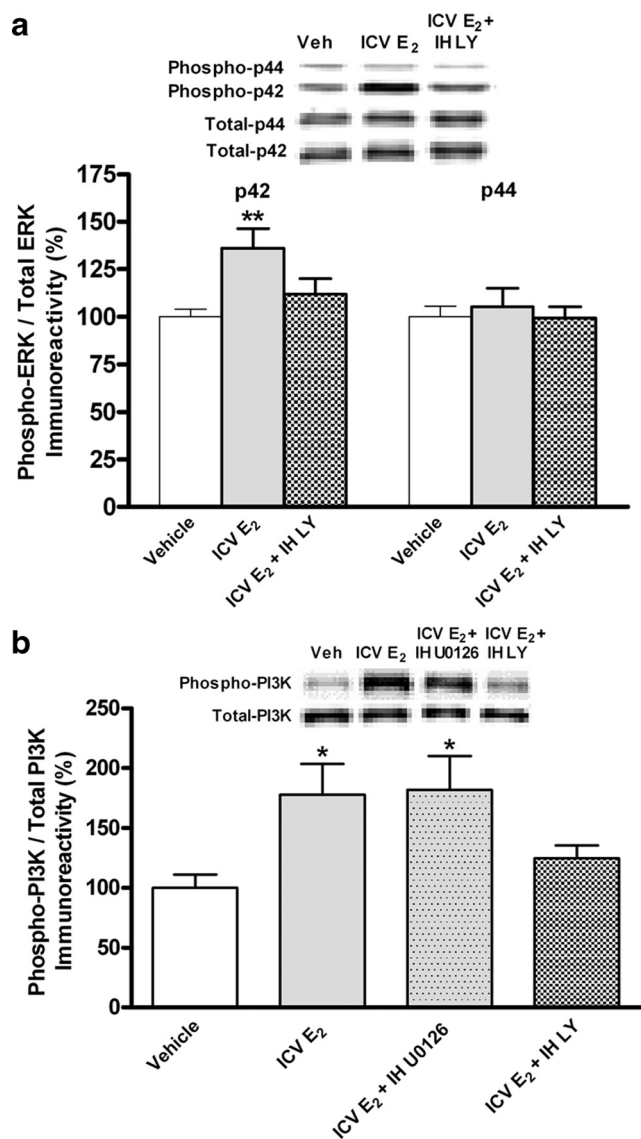 a
ICV E2 +
Veh ICV E2 IH LY
Phospho-p44
Phospho-p42
Total-p44
Total-p42
Phospho-ERK / Total ERK
Immunoreactivity (%)
175
150
125
100
75
50
25
0
p42
p44
**
Vehicle
ICV E2
ICV E2 + IH LY
Vehicle
ICV E2
ICV E2 + IH LY
b
ICV E2+ ICV E2+
Veh ICV E2 IH U0126 IH LY
Phospho-PI3K
Total-PI3K
Phospho-PI3K / Total PI3K
Immunoreactivity (%)
250
200
150
100
50
0
*
*
Vehicle
ICV E2
ICV E2 + IH U0126
ICV E2 + IH LY